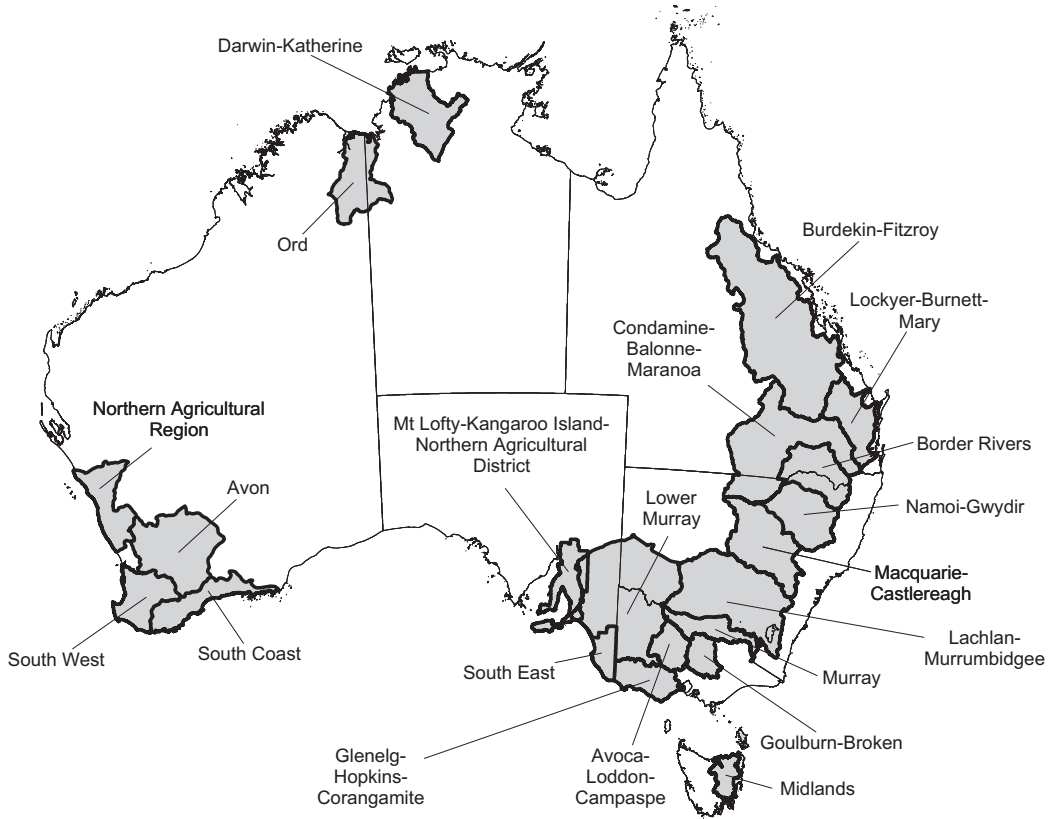 Darwin-Katherine
Ord
Burdekin-Fitzroy
Lockyer-Burnett-
Mary
Condamine-
Balonne-
Maranoa
Northern Agricultural
Region
Mt Lofty-Kangaroo Island-
Northern Agricultural
District
Border Rivers
Avon
Lower
Murray
Namoi-Gwydir
Macquarie-
Castlereagh
South West
South Coast
South East
Lachlan-
Murrumbidgee
Murray
Goulburn-Broken
Glenelg-
Hopkins-
Corangamite
Avoca-
Loddon-
Campaspe
Midlands